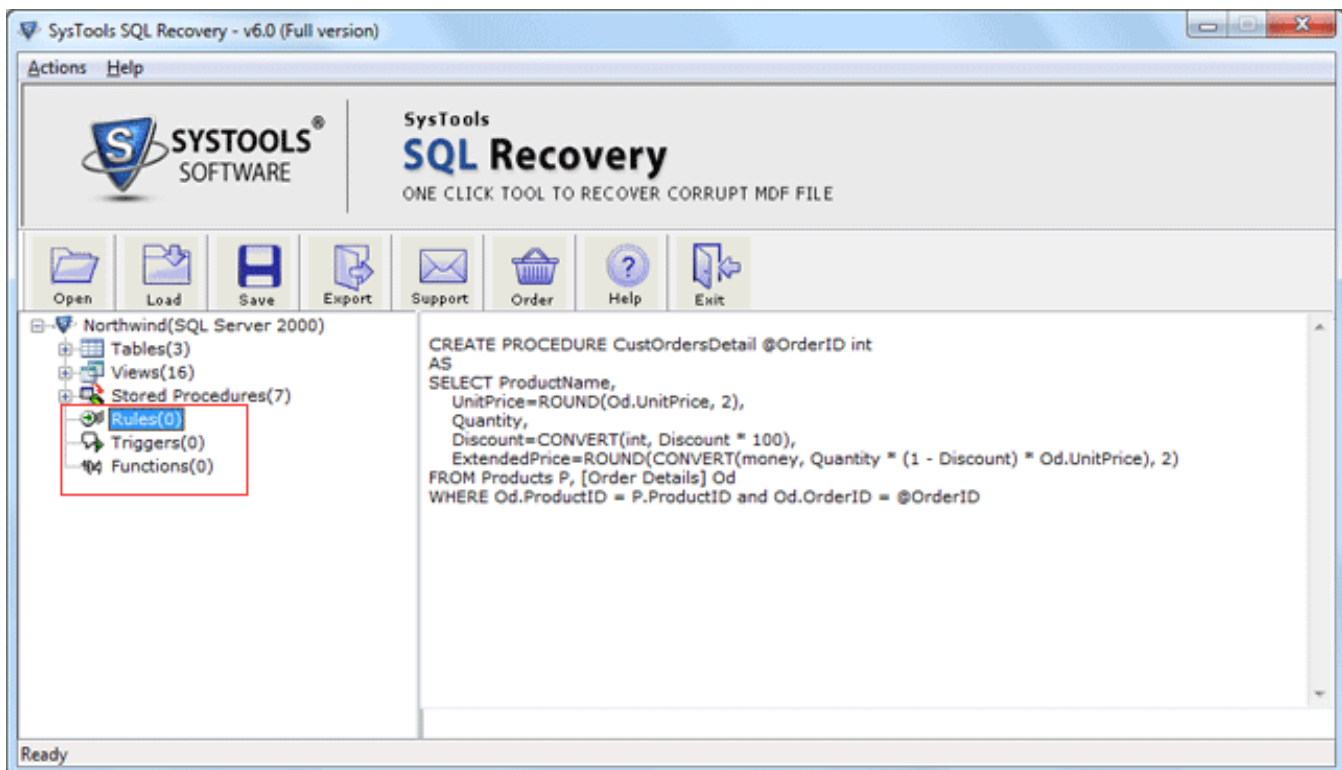 SysTools SQL Recovery - v6.0 (Full version)
Actions Help
SYSTOOLS®
SOFTWARE
SysTools
SQL Recovery
ONE CLICK TOOL TO RECOVER CORRUPT MDF FILE
Open Load Save Export Support Order Help Exit
Northwind(SQL Server 2000)
Tables(3)
Views(16)
Stored Procedures(7)
Rules(0)
Triggers(0)
Functions(0)
CREATE PROCEDURE CustOrdersDetail @OrderID int
AS
SELECT ProductName,
UnitPrice=ROUND(Od.UnitPrice, 2),
Quantity,
Discount=CONVERT(int, Discount * 100),
ExtendedPrice=ROUND(CONVERT(money, Quantity * (1 - Discount) * Od.UnitPrice), 2)
FROM Products P, [Order Details] Od
WHERE Od.ProductID = P.ProductID and Od.OrderID = @OrderID
Ready